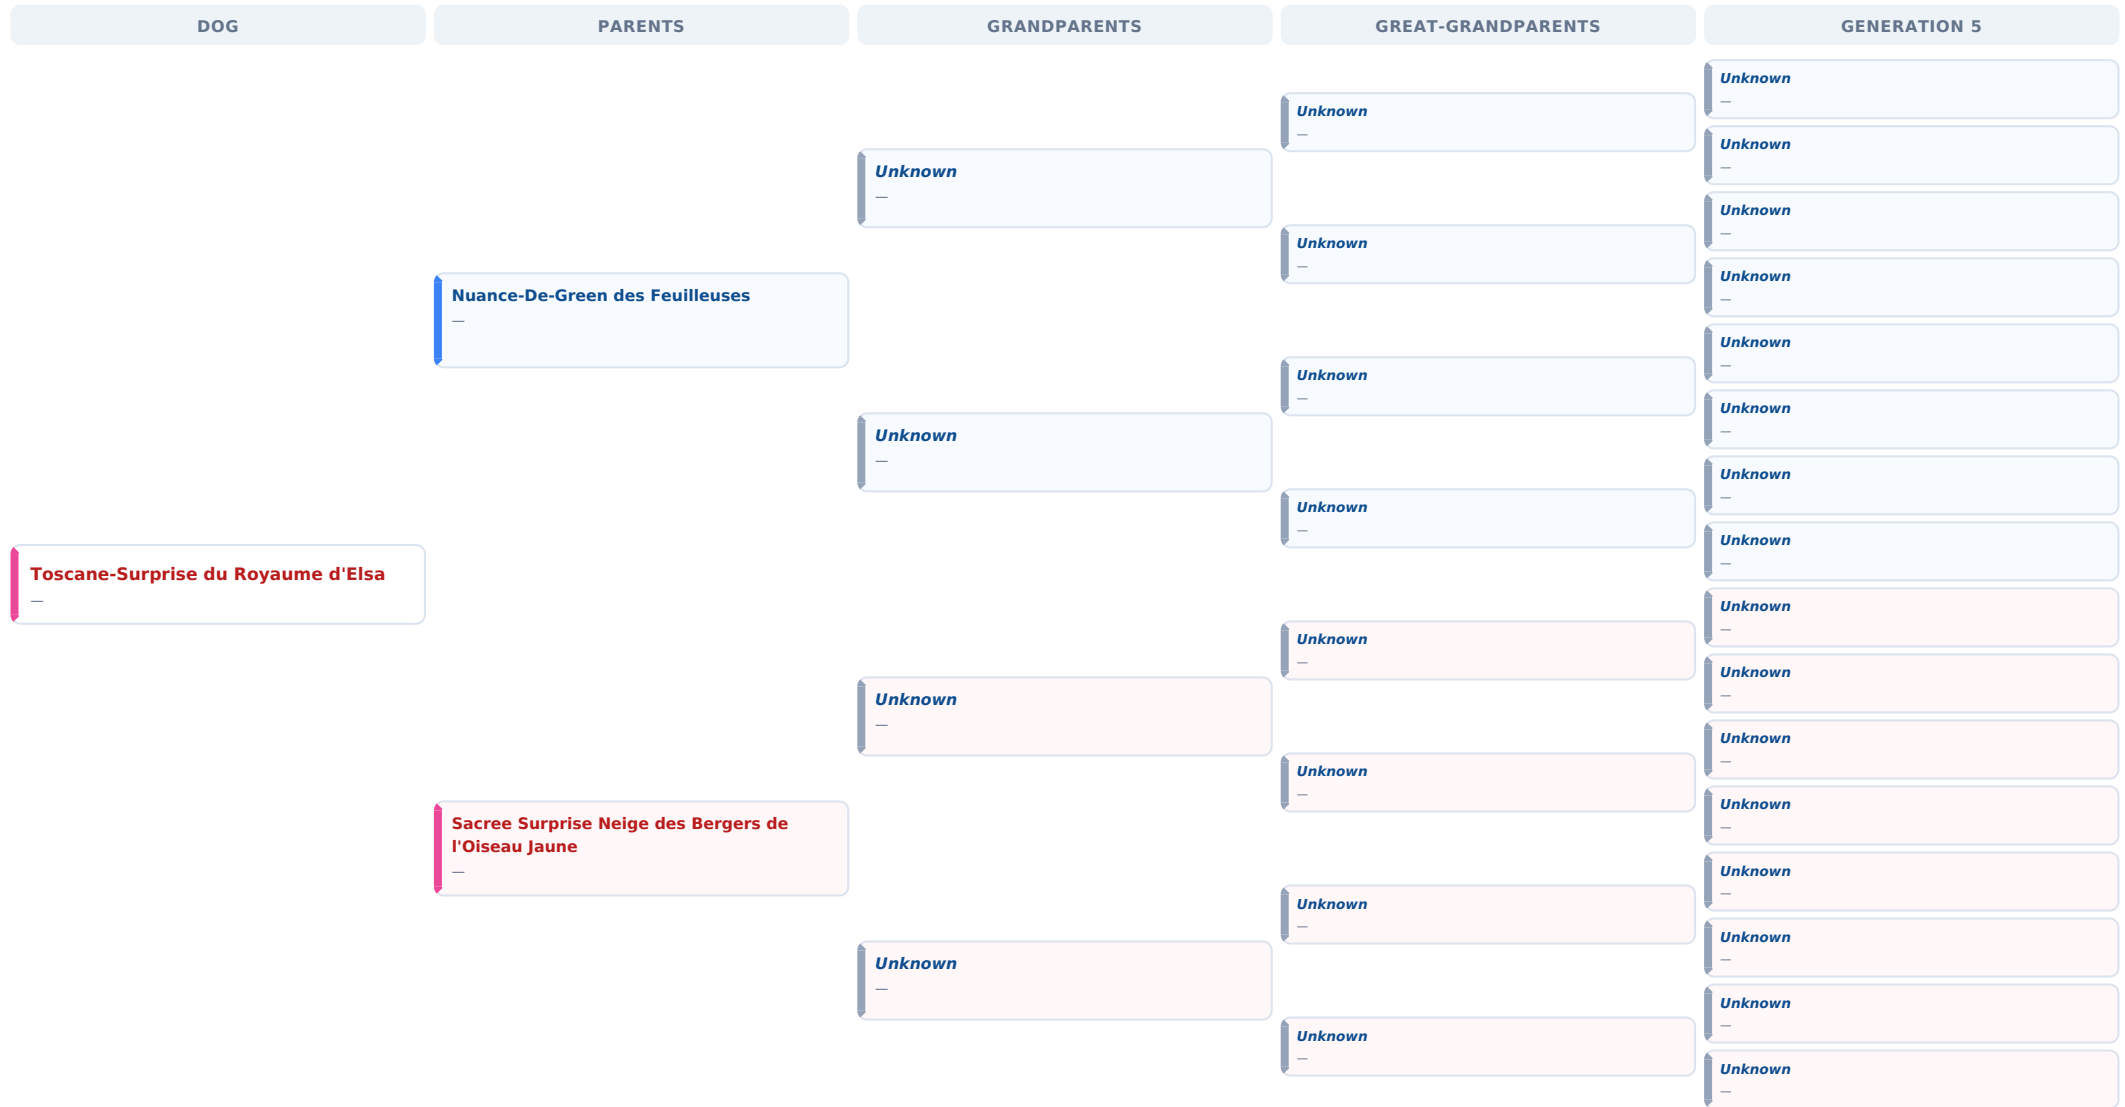 DOG
PARENTS
GRANDPARENTS
GREAT-GRANDPARENTS
GENERATION 5
Toscane-Surprise du Royaume d'Elsa
—
Nuance-De-Green des Feuilleuses
—
Sacree Surprise Neige des Bergers de
l'Oiseau Jaune
—
Unknown
—
Unknown
—
Unknown
—
Unknown
—
Unknown
—
Unknown
—
Unknown
—
Unknown
—
Unknown
—
Unknown
—
Unknown
—
Unknown
—
Unknown
—
Unknown
—
Unknown
—
Unknown
—
Unknown
—
Unknown
—
Unknown
—
Unknown
—
Unknown
—
Unknown
—
Unknown
—
Unknown
—
Unknown
—
Unknown
—
Unknown
—
Unknown
—